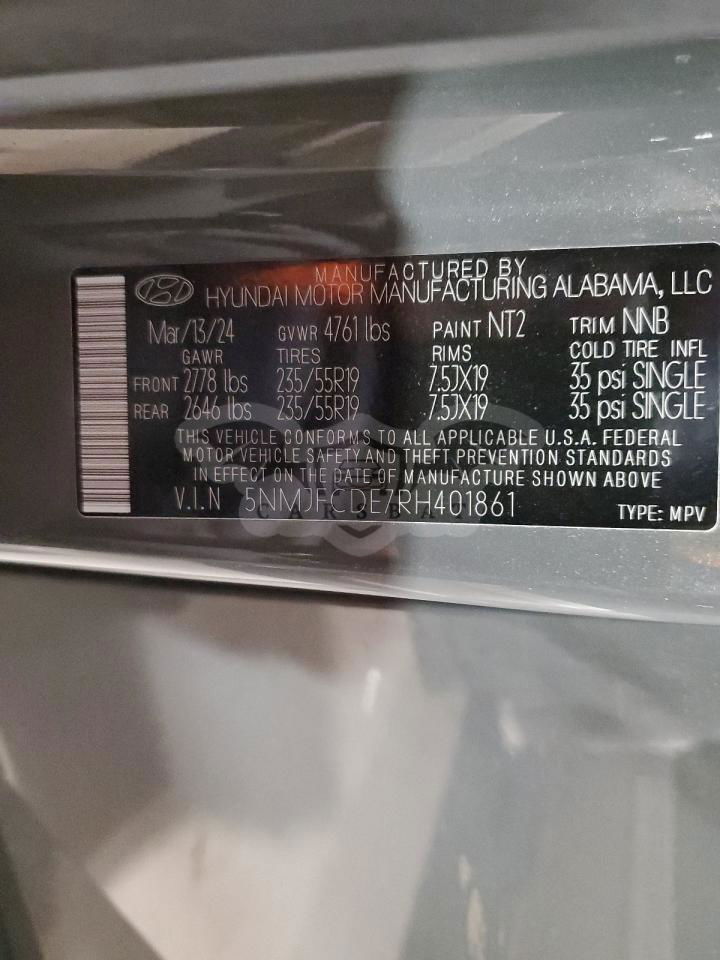 MANUFACTURED BY
HYUNDAI MOTOR MANUFACTURING ALABAMA, LLC
Mar/13/24 GVWR 4761 lbs PAINT NT2 TRIM NNB
GAWR TIRES RIMS COLD TIRE INFL
FRONT 2778 lbs 235/55R19 7.5JX19 35 psi SINGLE
REAR 2646 lbs 235/55R19 7.5JX19 35 psi SINGLE
THIS VEHICLE CONFORMS TO ALL APPLICABLE U.S.A. FEDERAL
MOTOR VEHICLE SAFETY AND THEFT PREVENTION STANDARDS
IN EFFECT ON THE DATE OF MANUFACTURE SHOWN ABOVE
V.I.N 5NMJFCDE7RH401861
TYPE: MPV